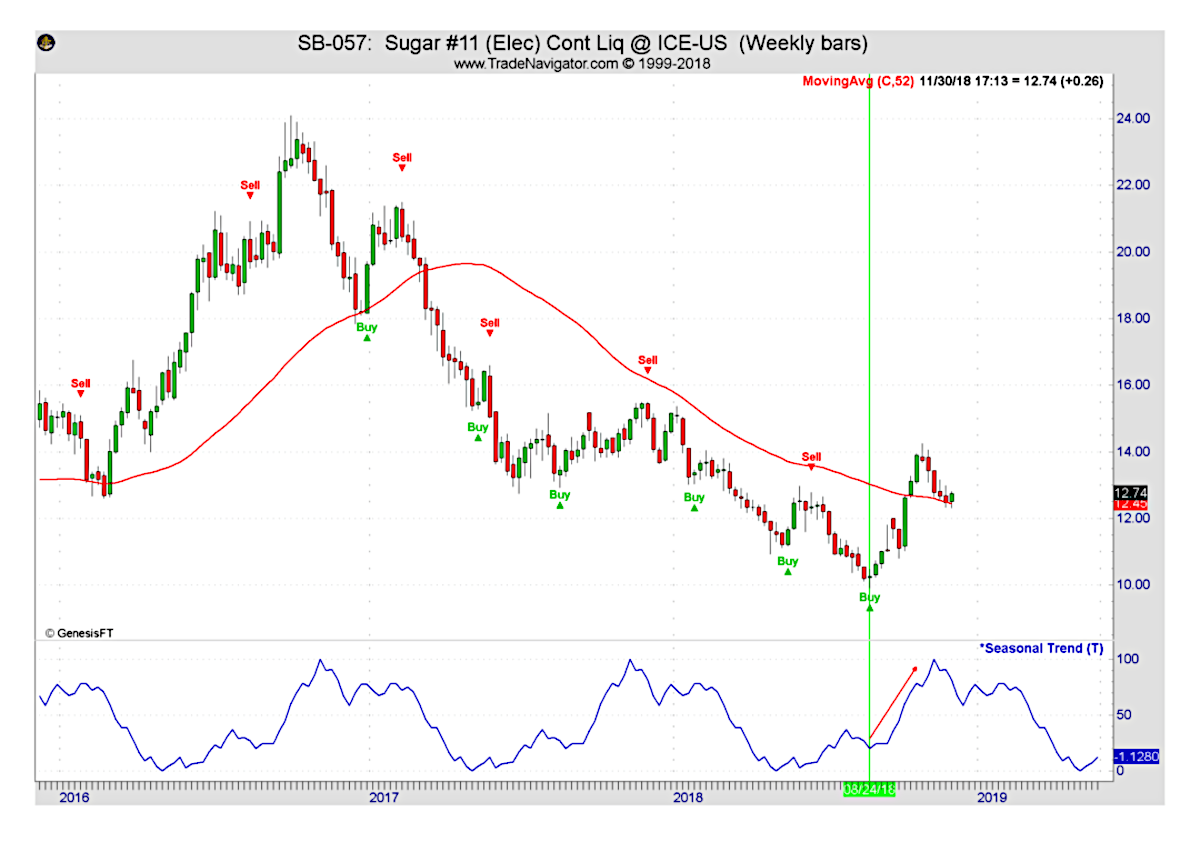 SB-057: Sugar #11 (Elec) Cont Liq @ ICE-US (Weekly bars)
www.TradeNavigator.com © 1999-2018
MovingAvg (C,52) 11/30/18 17:13 = 12.74 (+0.26)
24.00
Sell
Sell
22.00
20.00
18.00
Buy
Sell
16.00
Sell
Sell
14.00
Buy
Sell
12.74
12.45
12.00
Buy
Buy
10.00
Buy
Buy
© GenesisFT
*Seasonal Trend (T)
100
50
-1.1280
0
08/24/18
2016
2017
2018
2019